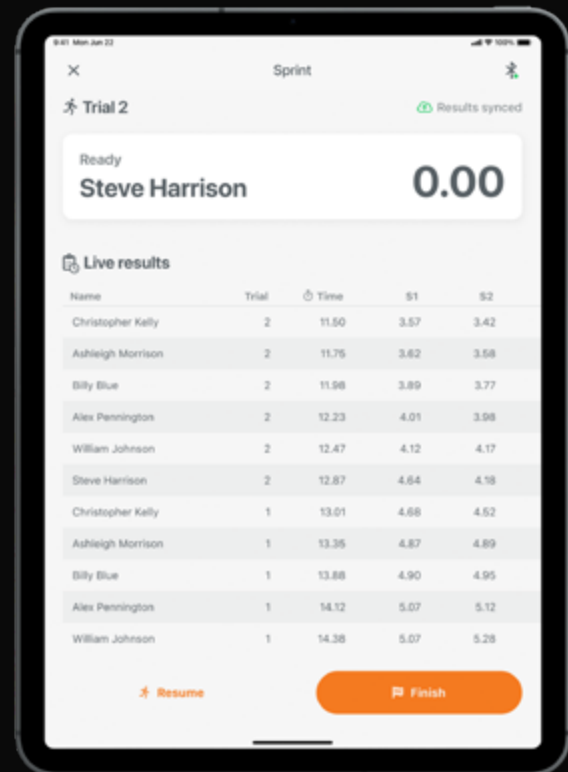 9:41 Mon Jun 22 100%
Sprint
Trial 2 Results synced
Ready
Steve Harrison 0.00
Live results
Name Trial Time S1 S2
Christopher Kelly 2 11.50 3.57 3.42
Ashleigh Morrison 2 11.75 3.62 3.58
Billy Blue 2 11.98 3.89 3.77
Alex Pennington 2 12.23 4.01 3.98
William Johnson 2 12.47 4.12 4.17
Steve Harrison 2 12.87 4.64 4.18
Christopher Kelly 1 13.01 4.68 4.52
Ashleigh Morrison 1 13.35 4.87 4.89
Billy Blue 1 13.88 4.90 4.95
Alex Pennington 1 14.12 5.07 5.12
William Johnson 1 14.38 5.07 5.28
Resume Finish